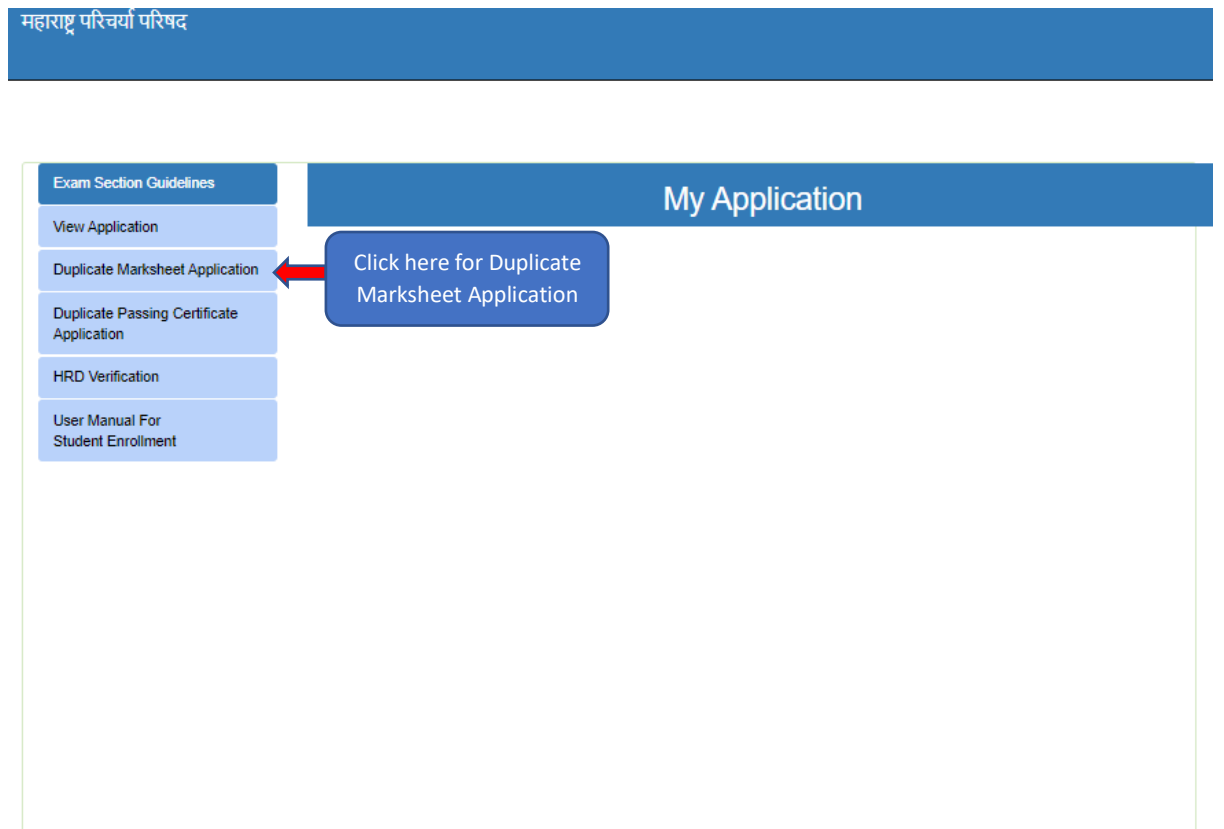 महाराष्ट्र परिचर्या परिषद
My Application
Exam Section Guidelines
View Application
Duplicate Marksheet Application
Click here for Duplicate
Marksheet Application
Duplicate Passing Certificate
Application
HRD Verification
User Manual For
Student Enrollment